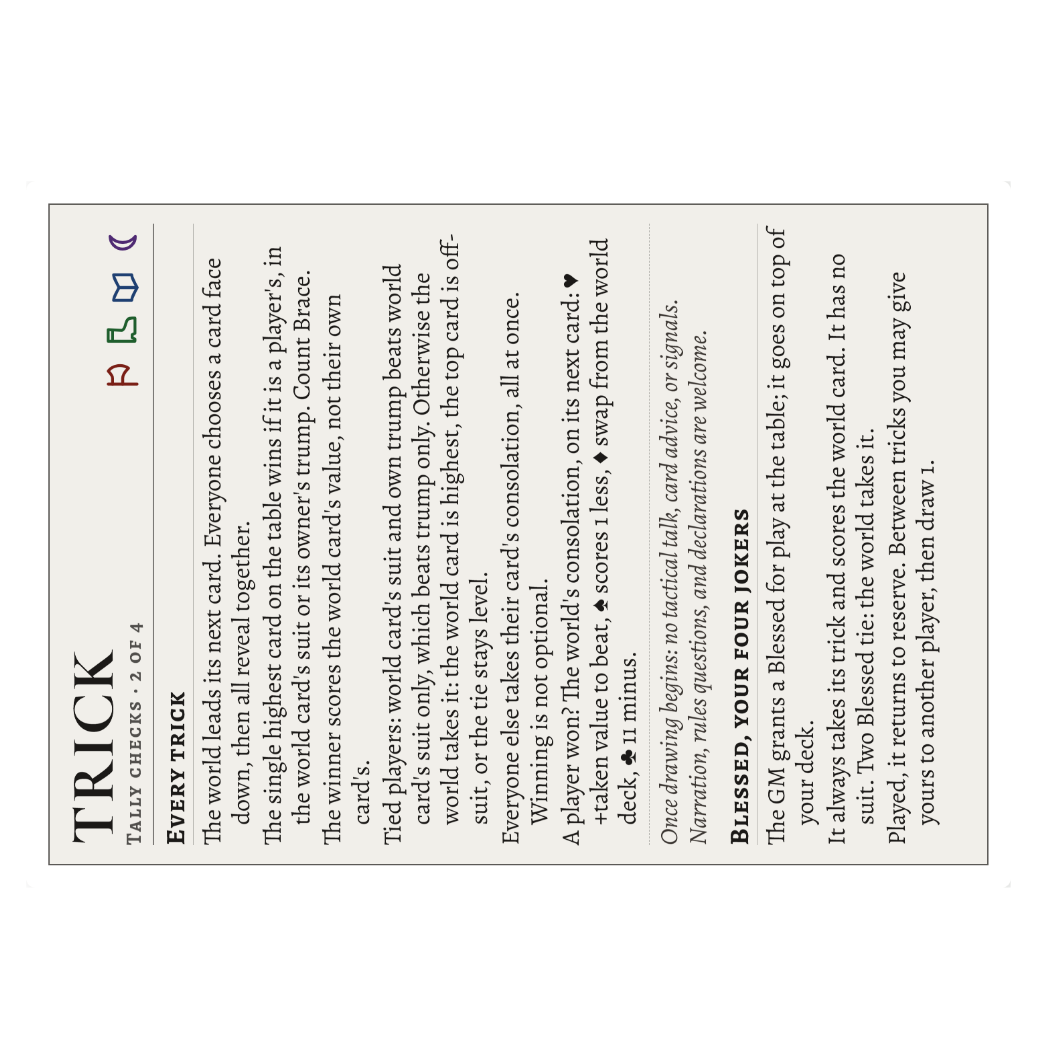 TRICK
TALLY CHECKS · 2 OF 4
EVERY TRICK
The world leads its next card. Everyone chooses a card face
down, then all reveal together.
The single highest card on the table wins if it is a player's, in
the world card's suit or its owner's trump. Count Brace.
The winner scores the world card's value, not their own
card's.
Tied players: world card's suit and own trump beats world
card's suit only, which beats trump only. Otherwise the
world takes it: the world card is highest, the top card is off-
suit, or the tie stays level.
Everyone else takes their card's consolation, all at once.
Winning is not optional.
A player won? The world's consolation, on its next card: ♥
+taken value to beat, ♠ scores 1 less, ♦ swap from the world
deck, ♣ 11 minus.
Once drawing begins: no tactical talk, card advice, or signals.
Narration, rules questions, and declarations are welcome.
BLESSED, YOUR FOUR JOKERS
The GM grants a Blessed for play at the table; it goes on top of
your deck.
It always takes its trick and scores the world card. It has no
suit. Two Blessed tie: the world takes it.
Played, it returns to reserve. Between tricks you may give
yours to another player, then draw 1.